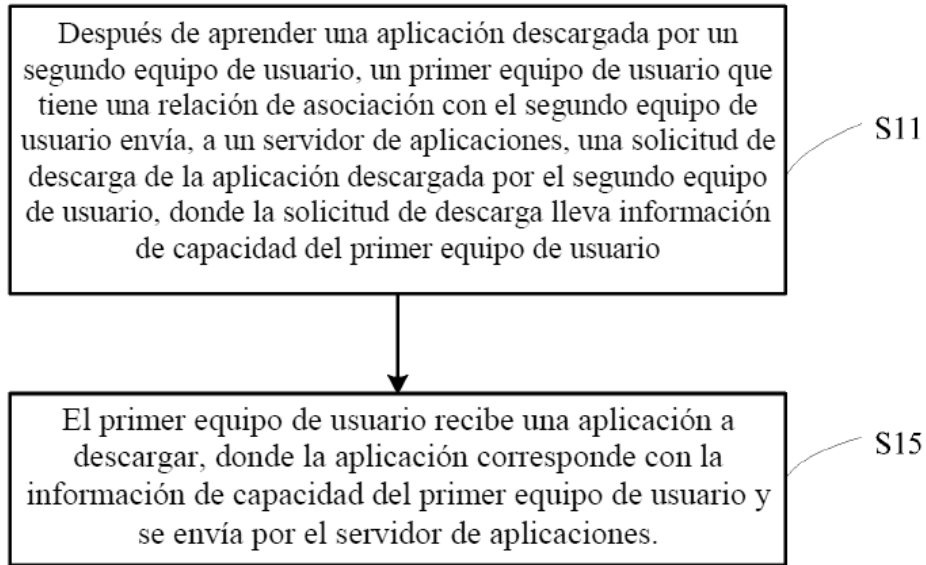 Después de aprender una aplicación descargada por un
segundo equipo de usuario, un primer equipo de usuario que
tiene una relación de asociación con el segundo equipo de
usuario envía, a un servidor de aplicaciones, una solicitud de
descarga de la aplicación descargada por el segundo equipo
de usuario, donde la solicitud de descarga lleva información
de capacidad del primer equipo de usuario
S11
El primer equipo de usuario recibe una aplicación a
descargar, donde la aplicación corresponde con la
información de capacidad del primer equipo de usuario y
se envía por el servidor de aplicaciones.
S15